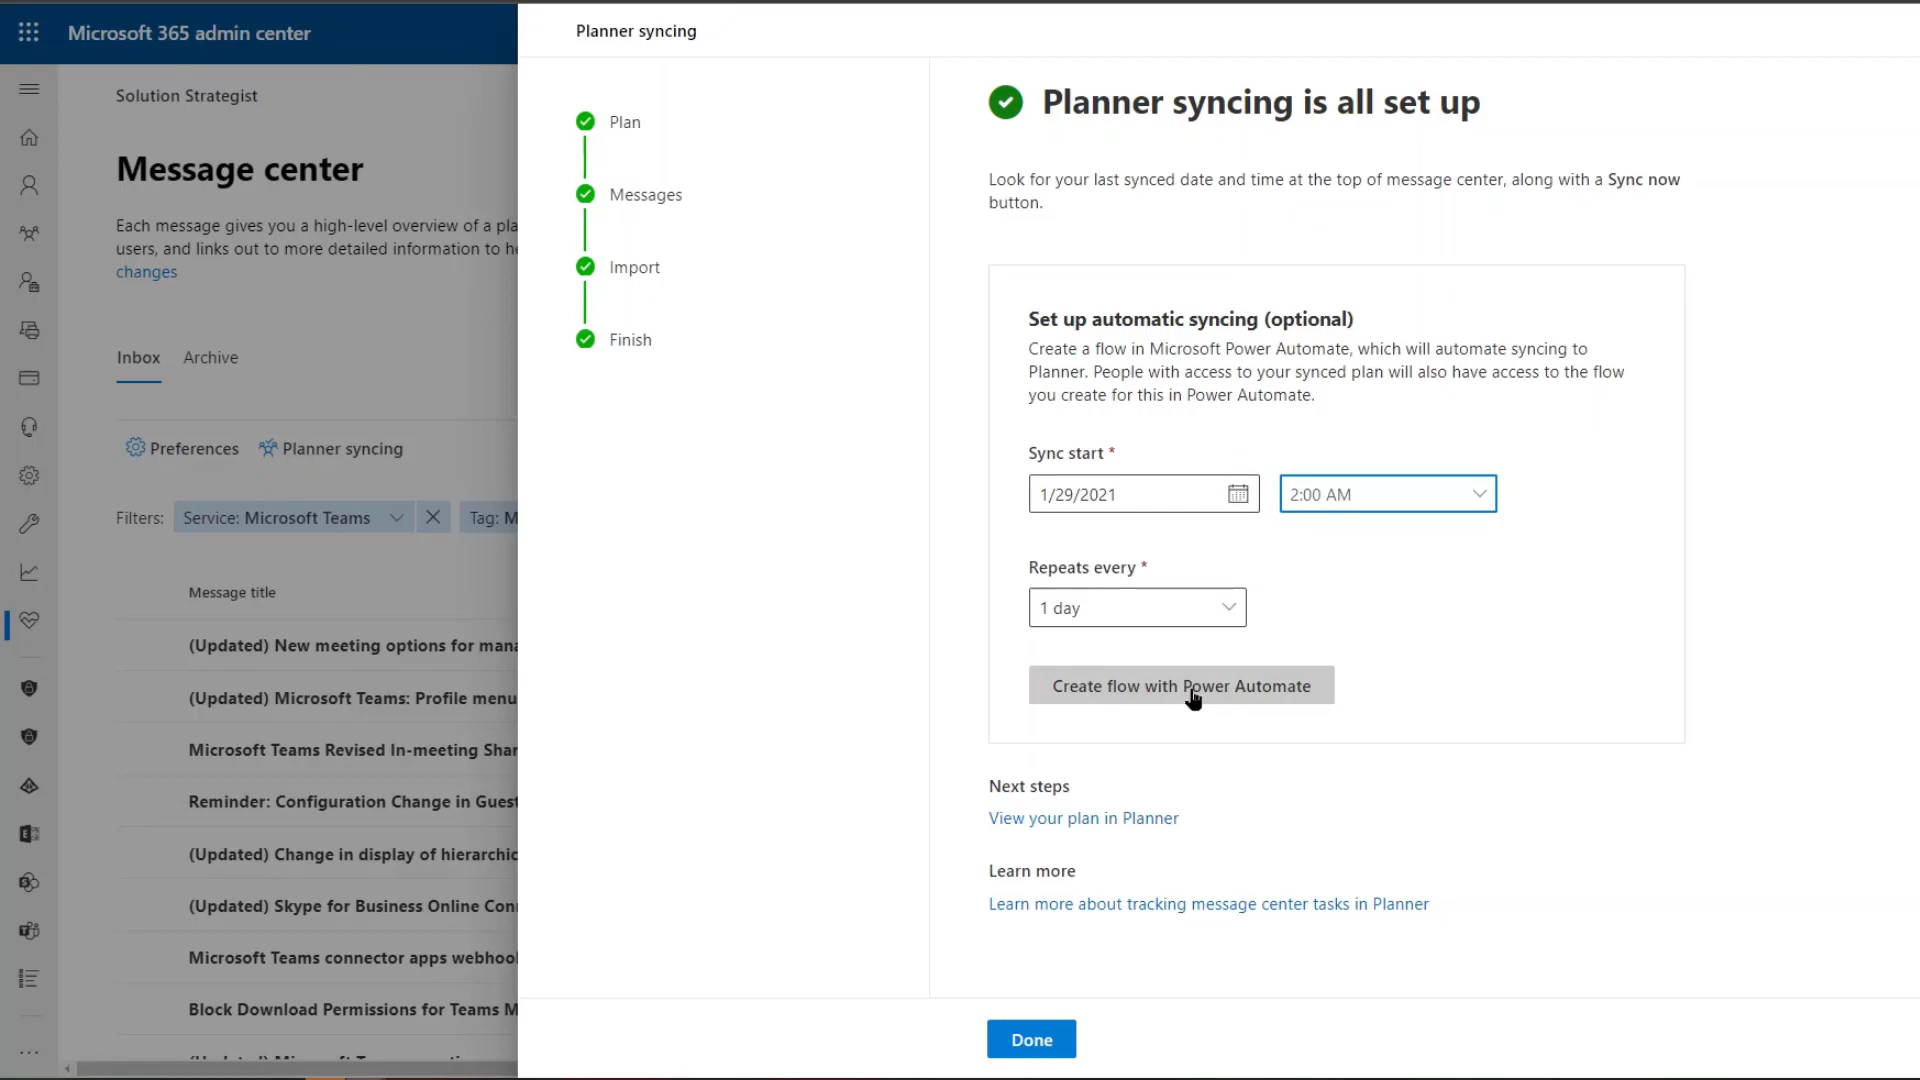 Microsoft 365 admin center
Solution Strategist
Message center
Each message gives you a high-level overview of a pla
users, and links out to more detailed information to he
changes
Inbox Archive
Preferences Planner syncing
Filters: Service: Microsoft Teams Tag: M
Message title
(Updated) New meeting options for mana
(Updated) Microsoft Teams: Profile menu
Microsoft Teams Revised In-meeting Shar
Reminder: Configuration Change in Guest
(Updated) Change in display of hierarchic
(Updated) Skype for Business Online Conn
Microsoft Teams connector apps webhool
Block Download Permissions for Teams M
Planner syncing
Plan
Messages
Import
Finish
Planner syncing is all set up
Look for your last synced date and time at the top of message center, along with a Sync now
button.
Set up automatic syncing (optional)
Create a flow in Microsoft Power Automate, which will automate syncing to
Planner. People with access to your synced plan will also have access to the flow
you create for this in Power Automate.
Sync start *
1/29/2021 2:00 AM
Repeats every *
1 day
Create flow with Power Automate
Next steps
View your plan in Planner
Learn more
Learn more about tracking message center tasks in Planner
Done